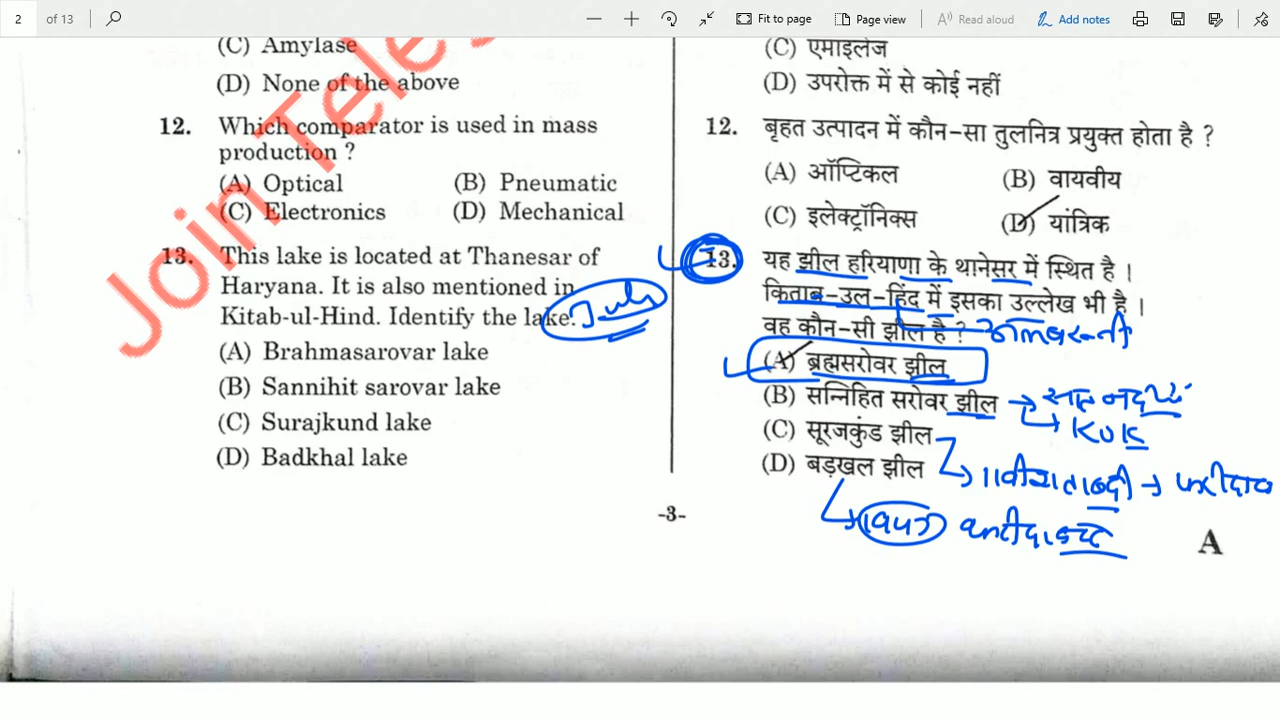 2 of 13
Fit to page
Page view
Read aloud
Add notes
(C) Amylase
(D) None of the above
12. Which comparator is used in mass
production ?
(A) Optical (B) Pneumatic
(C) Electronics (D) Mechanical
13. This lake is located at Thanesar of
Haryana. It is also mentioned in
Kitab-ul-Hind. Identify the lake.
(A) Brahmasarovar lake
(B) Sannihit sarovar lake
(C) Surajkund lake
(D) Badkhal lake
Join Teleg
(C) एमाइलेज
(D) उपरोक्त में से कोई नहीं
12. बृहत उत्पादन में कौन-सा तुलनित्र प्रयुक्त होता है ?
(A) ऑप्टिकल (B) वायवीय
(C) इलेक्ट्रॉनिक्स (D) यांत्रिक
13. यह झील हरियाणा के थानेसर में स्थित है ।
किताब-उल-हिंद में इसका उल्लेख भी है ।
वह कौन-सी झील है ?
(A) ब्रह्मसरोवर झील
(B) सन्निहित सरोवर झील
KUK
(C) सूरजकुंड झील
(D) बड़खल झील
-3-
A